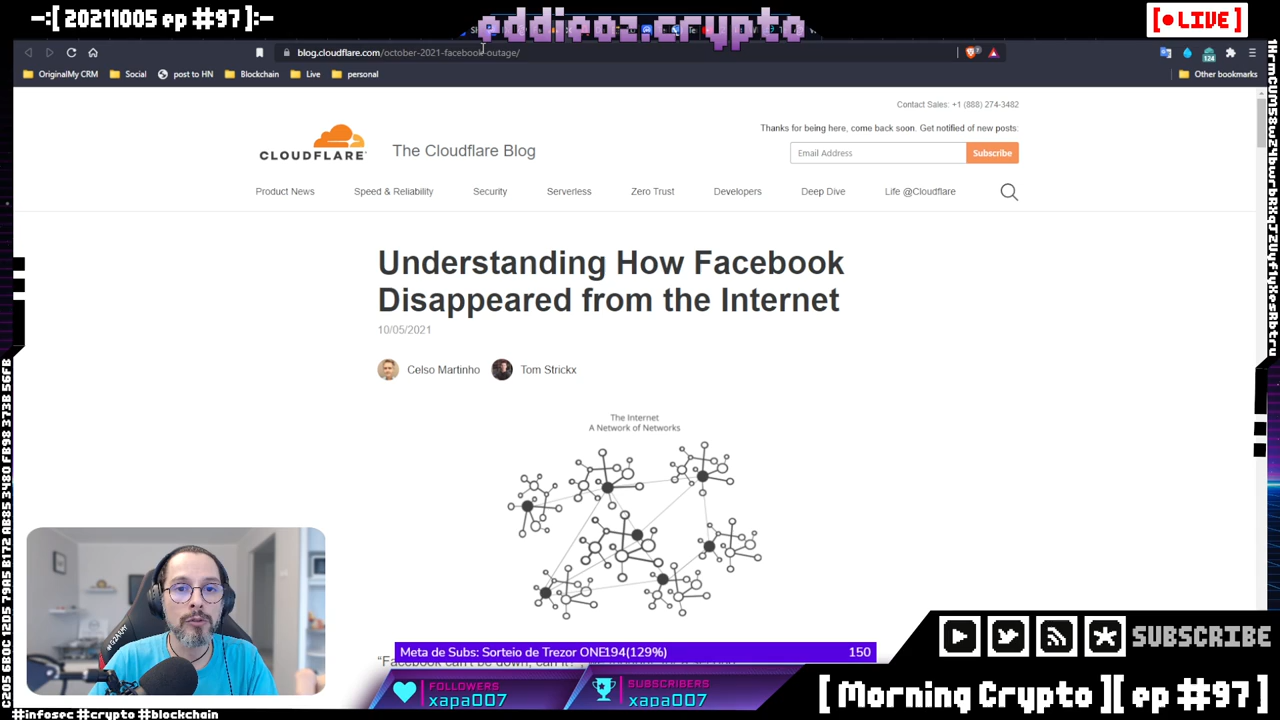 -:[ 20211005 ep #97 ]:-
eddieoz.crypto
[ • LIVE ]
blog.cloudflare.com/october-2021-facebook-outage/
124
OriginalMy CRM
Social
post to HN
Blockchain
Live
personal
Other bookmarks
Contact Sales: +1 (888) 274-3482
Thanks for being here, come back soon. Get notified of new posts:
Email Address
Subscribe
CLOUDFLARE
The Cloudflare Blog
Product News
Speed & Reliability
Security
Serverless
Zero Trust
Developers
Deep Dive
Life @Cloudflare
Understanding How Facebook
Disappeared from the Internet
10/05/2021
Celso Martinho
Tom Strickx
The Internet
A Network of Networks
Meta de Subs: Sorteio de Trezor ONE194(129%)
150
FOLLOWERS
xapa007
SUBSCRIBERS
xapa007
SUBSCRIBE
[ Morning Crypto ][ ep #97 ]
#infosec #crypto #blockchain